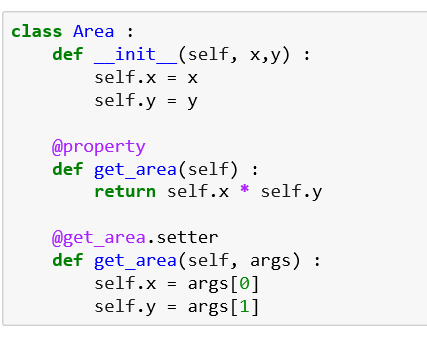 class Area :
    def __init__(self, x,y) :
        self.x = x
        self.y = y

    @property
    def get_area(self) :
        return self.x * self.y

    @get_area.setter
    def get_area(self, args) :
        self.x = args[0]
        self.y = args[1]